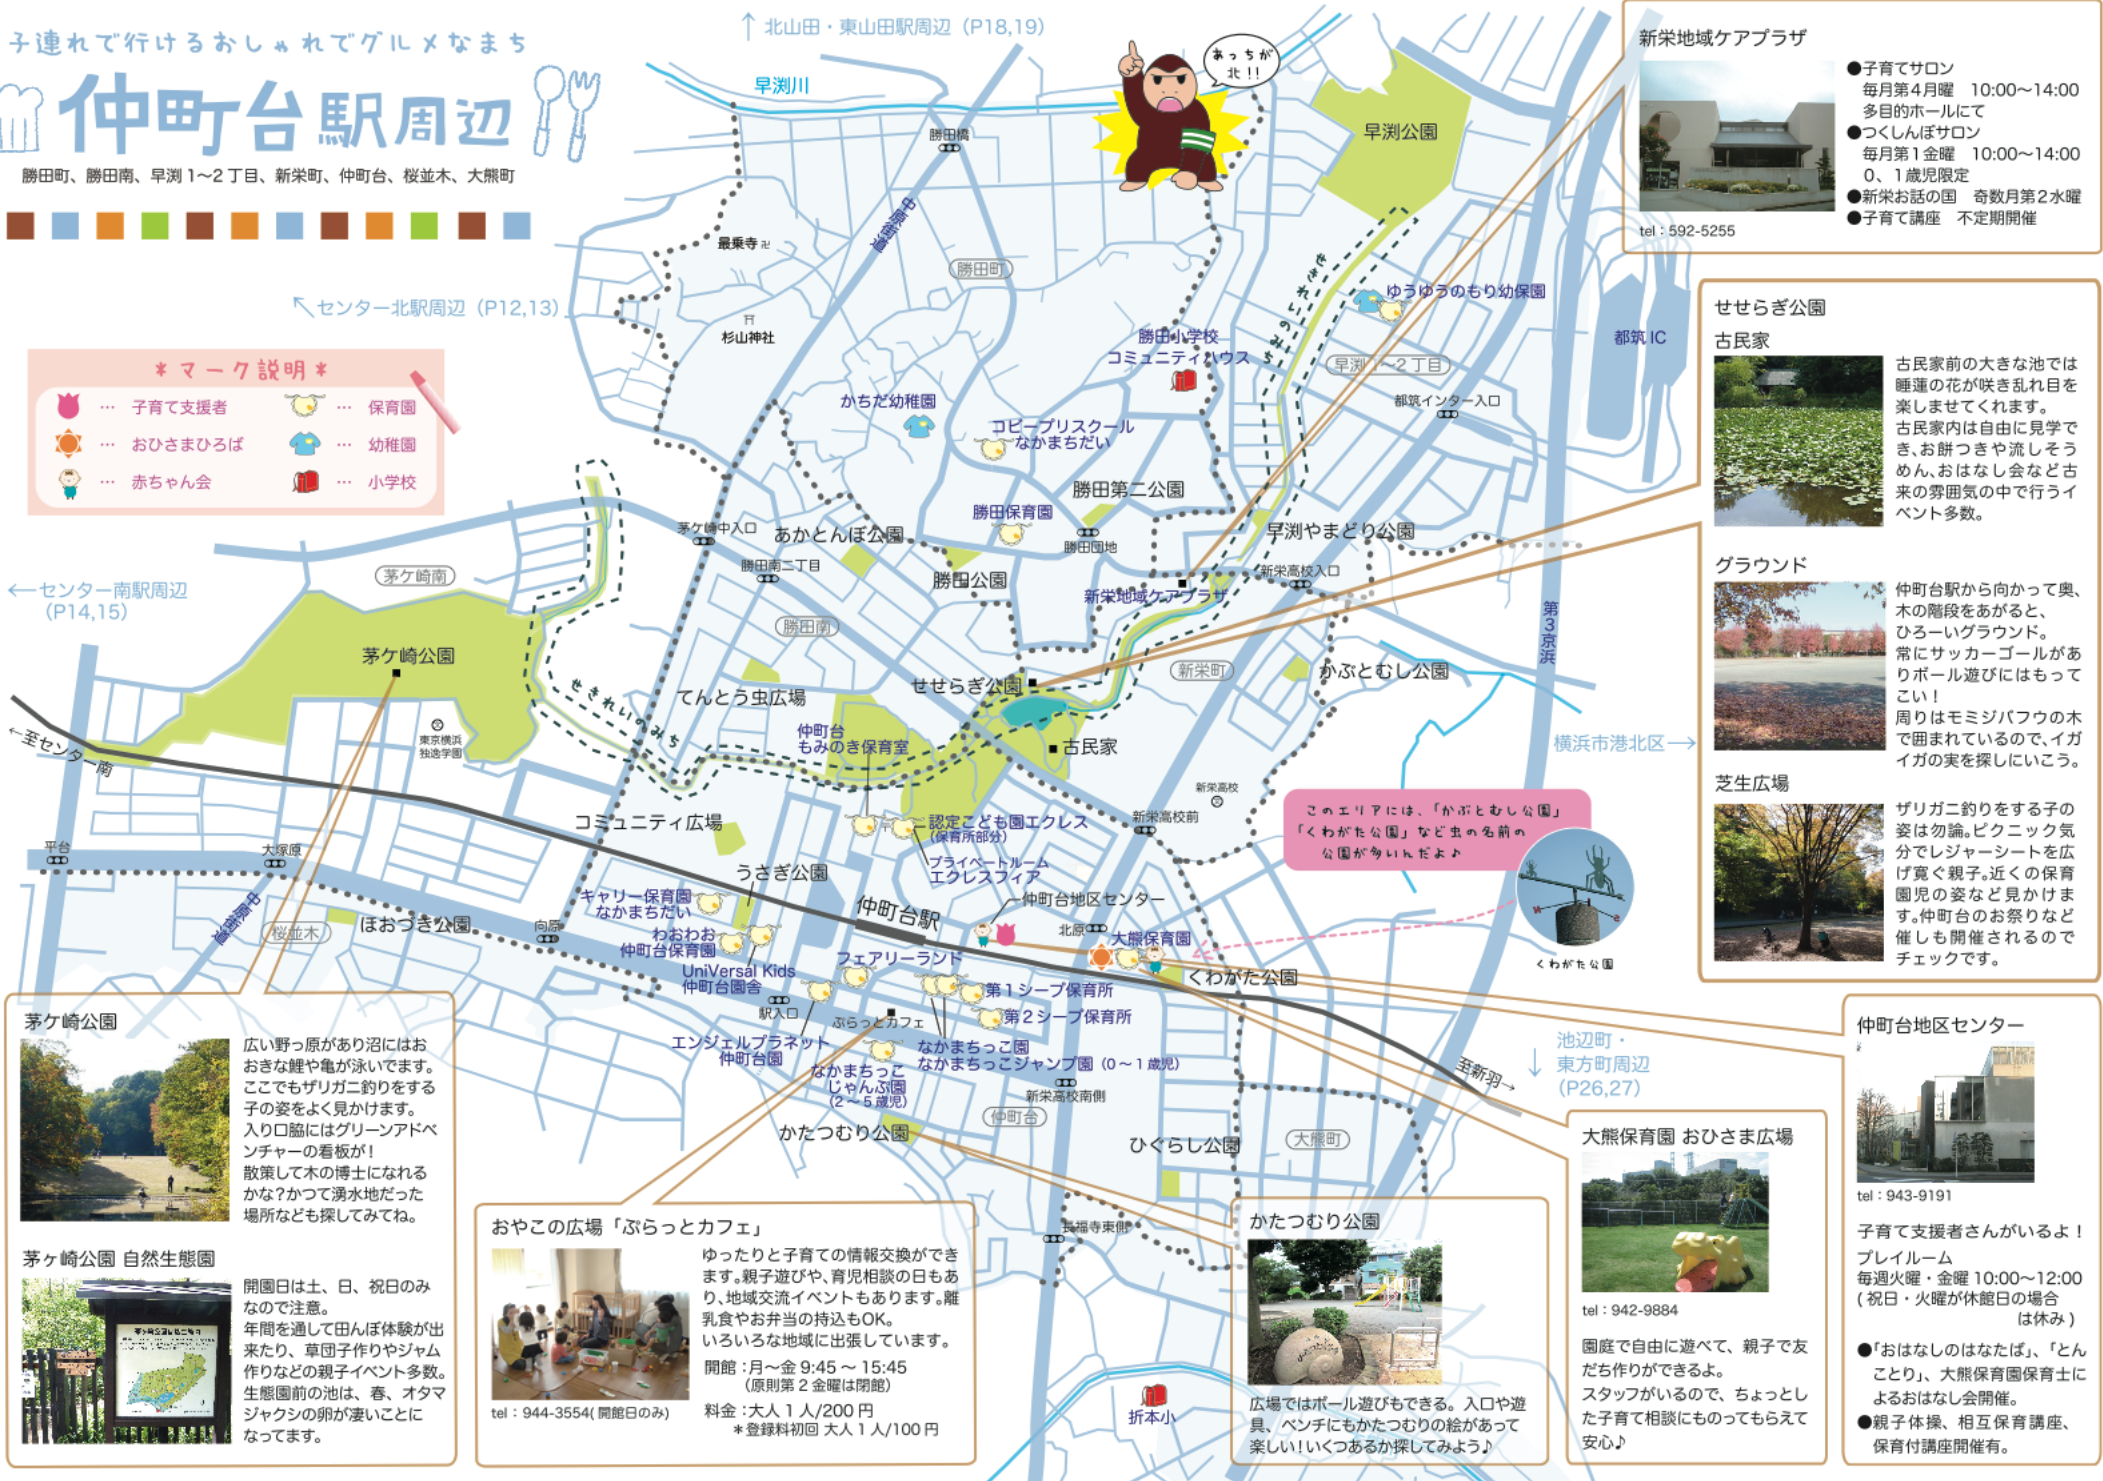 子連れで行けるおしゃれでグルメなまち
仲町台駅周辺
勝田町、勝田南、早渕1～2丁目、新栄町、仲町台、桜並木、大熊町
↑ 北山田・東山田駅周辺（P18,19）
↖センター北駅周辺（P12,13）
＊マーク説明＊
… 子育て支援者
… 保育園
… おひさまひろば
… 幼稚園
… 赤ちゃん会
… 小学校
←センター南駅周辺
（P14,15）
あっちが
北!!
早渕川
勝田橋
早渕公園
中原街道
最乗寺
勝田町
杉山神社
せきれいのみち
ゆうゆうのもり幼保園
都筑IC
勝田小学校
コミュニティハウス
早渕1～2丁目
都筑インター入口
かちだ幼稚園
コビープリスクール
なかまちだい
勝田第二公園
勝田保育園
勝田団地
早渕やまどり公園
茅ケ崎中入口
あかとんぼ公園
勝田南二丁目
勝田公園
新栄高校入口
新栄地域ケアプラザ
茅ケ崎南
勝田南
第3京浜
茅ケ崎公園
せせらぎ公園
新栄町
かぶとむし公園
てんとう虫広場
せきれいのみち
東京横浜
独逸学園
仲町台
もみのき保育室
古民家
←至センター南
横浜市港北区→
新栄高校
新栄高校前
このエリアには、「かぶとむし公園」
「くわがた公園」など虫の名前の
公園が多いんだよ♪
くわがた公園
コミュニティ広場
認定こども園エクレス
（保育所部分）
プライベートルーム
エクレスフィア
平台
大塚原
うさぎ公園
中原街道
桜並木
ほおづき公園
向原
キャリー保育園
なかまちだい
仲町台駅
仲町台地区センター
北原
大熊保育園
わおわお
仲町台保育園
フェアリーランド
くわがた公園
UniVersal Kids
仲町台園舎
第1シープ保育所
駅入口
ぷらっとカフェ
第2シープ保育所
エンジェルプラネット
仲町台園
なかまちっこ園
なかまちっこジャンプ園（0～1歳児）
なかまちっこ
じゃんぷ園
（2～5歳児）
新栄高校南側
仲町台
至新羽→
池辺町・
東方町周辺
（P26,27）
かたつむり公園
ひぐらし公園
大熊町
長福寺東側
折本小
新栄地域ケアプラザ
●子育てサロン
毎月第4月曜 10:00～14:00
多目的ホールにて
●つくしんぼサロン
毎月第1金曜 10:00～14:00
0、1歳児限定
●新栄お話の国 奇数月第2水曜
●子育て講座 不定期開催
tel：592-5255
せせらぎ公園
古民家
古民家前の大きな池では
睡蓮の花が咲き乱れ目を
楽しませてくれます。
古民家内は自由に見学で
き、お餅つきや流しそう
めん、おはなし会など古
来の雰囲気の中で行うイ
ベント多数。
グラウンド
仲町台駅から向かって奥、
木の階段をあがると、
ひろーいグラウンド。
常にサッカーゴールがあ
りボール遊びにはもって
こい！
周りはモミジバフウの木
で囲まれているので、イガ
イガの実を探しにいこう。
芝生広場
ザリガニ釣りをする子の
姿は勿論。ピクニック気
分でレジャーシートを広
げ寛ぐ親子。近くの保育
園児の姿など見かけま
す。仲町台のお祭りなど
催しも開催されるので
チェックです。
茅ケ崎公園
広い野っ原があり沼にはお
おきな鯉や亀が泳いでます。
ここでもザリガニ釣りをする
子の姿をよく見かけます。
入り口脇にはグリーンアドベ
ンチャーの看板が！
散策して木の博士になれる
かな？かつて湧水地だった
場所なども探してみてね。
茅ヶ崎公園 自然生態園
開園日は土、日、祝日のみ
なので注意。
年間を通して田んぼ体験が出
来たり、草団子作りやジャム
作りなどの親子イベント多数。
生態園前の池は、春、オタマ
ジャクシの卵が凄いことに
なってます。
おやこの広場「ぷらっとカフェ」
ゆったりと子育ての情報交換ができ
ます。親子遊びや、育児相談の日もあ
り、地域交流イベントもあります。離
乳食やお弁当の持込もOK。
いろいろな地域に出張しています。
開館：月～金 9:45 ～ 15:45
（原則第2金曜は閉館）
料金：大人1人/200円
＊登録料初回 大人1人/100円
tel：944-3554(開館日のみ)
かたつむり公園
広場ではボール遊びもできる。入口や遊
具、ベンチにもかたつむりの絵があって
楽しい！いくつあるか探してみよう♪
大熊保育園 おひさま広場
tel：942-9884
園庭で自由に遊べて、親子で友
だち作りができるよ。
スタッフがいるので、ちょっとし
た子育て相談にものってもらえて
安心♪
仲町台地区センター
tel：943-9191
子育て支援者さんがいるよ！
プレイルーム
毎週火曜・金曜 10:00～12:00
(祝日・火曜が休館日の場合
は休み)
●「おはなしのはなたば」、「とん
ことり」、大熊保育園保育士に
よるおはなし会開催。
●親子体操、相互保育講座、
保育付講座開催有。